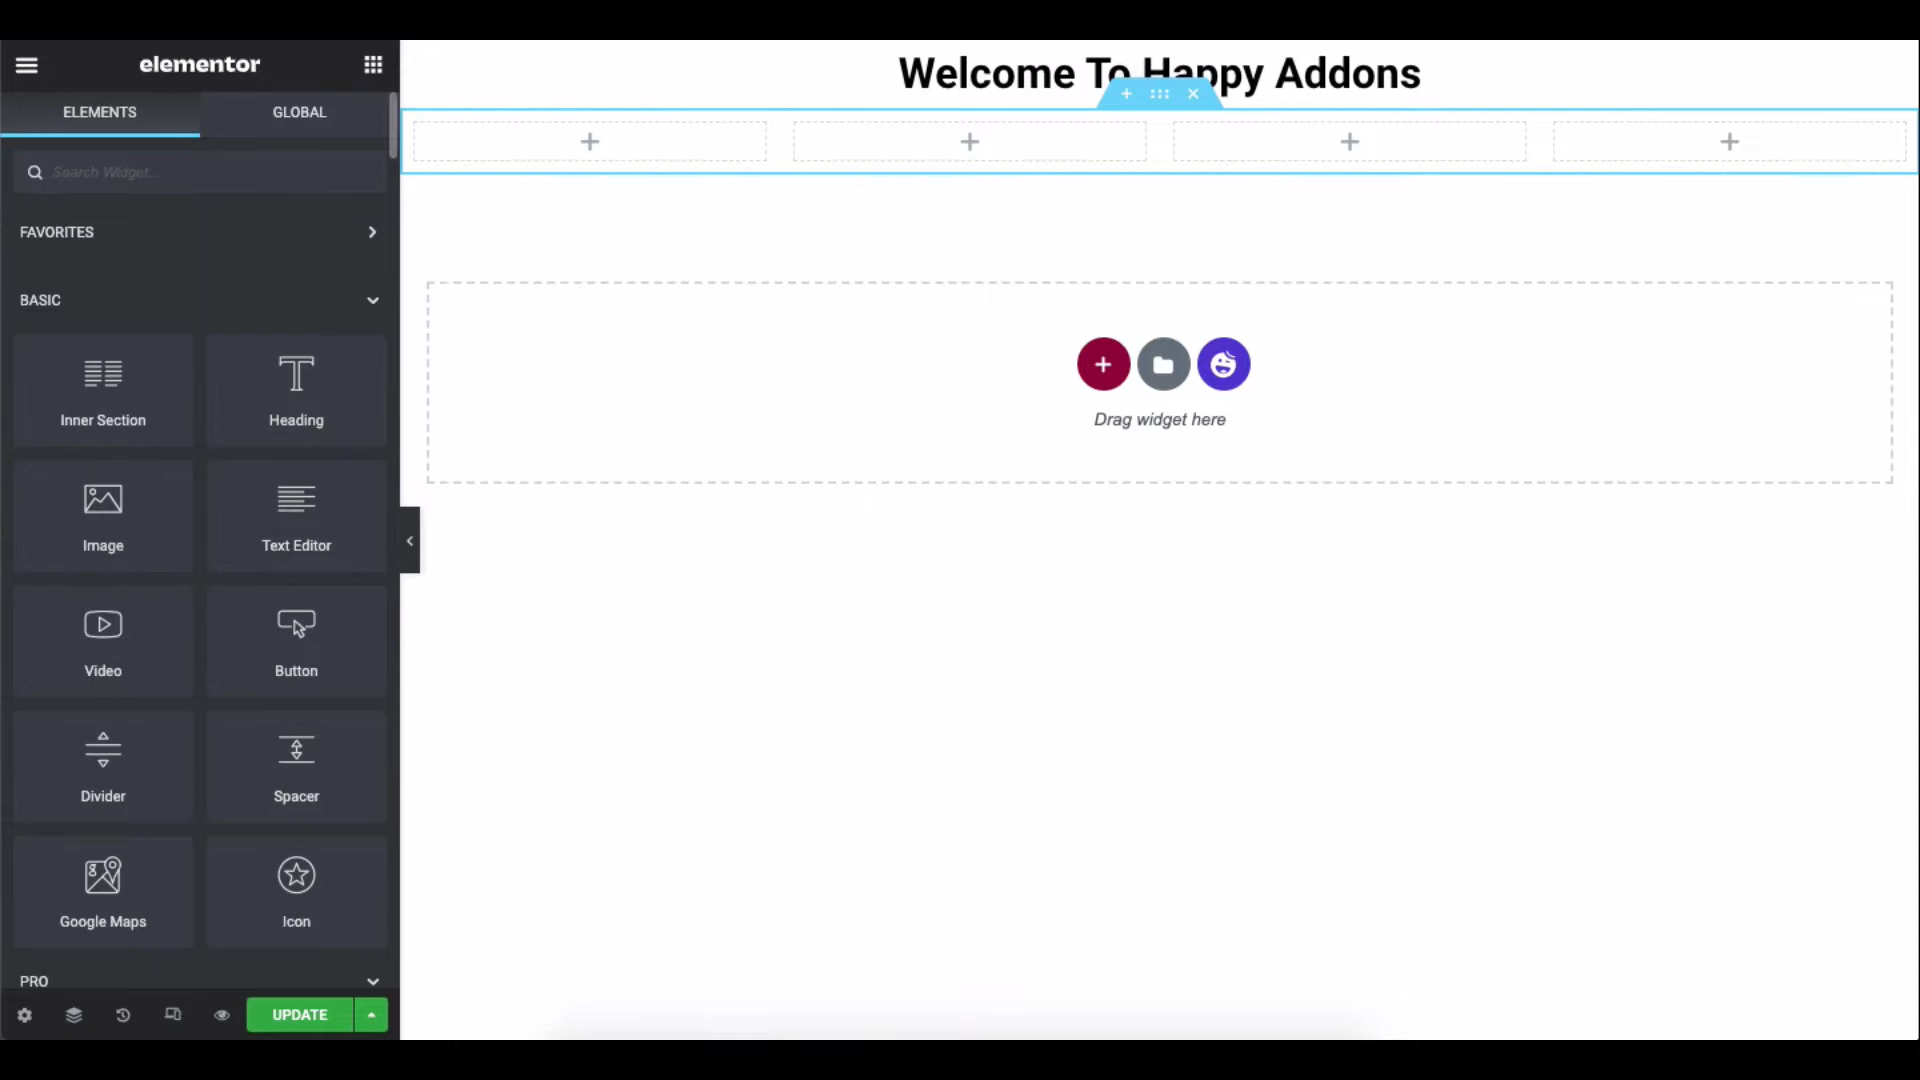 elementor
ELEMENTS
GLOBAL
Search Widget...
FAVORITES
BASIC
Inner Section
Heading
Image
Text Editor
Video
Button
Divider
Spacer
Google Maps
Icon
PRO
UPDATE
Welcome To Happy Addons
Drag widget here